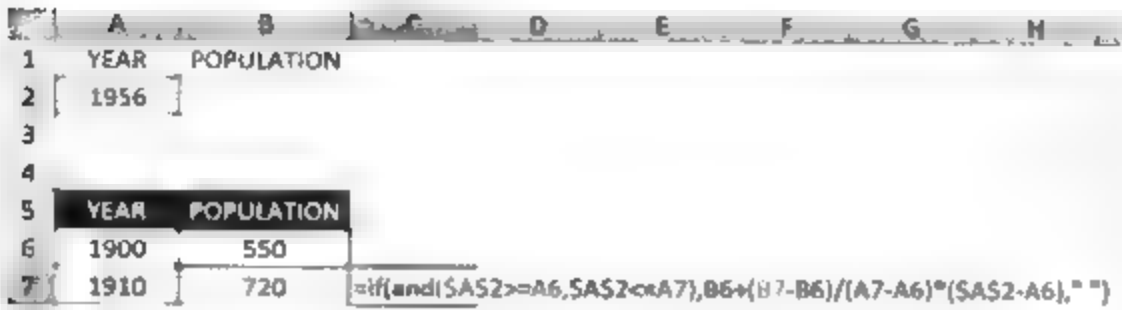 A B C D E F G H
1 YEAR POPULATION
2 1956
3
4
5 YEAR POPULATION
6 1900 550
7 1910 720 =if(and($A$2>=A6,$A$2<=A7),B6+(B7-B6)/(A7-A6)*($A$2-A6)," ")